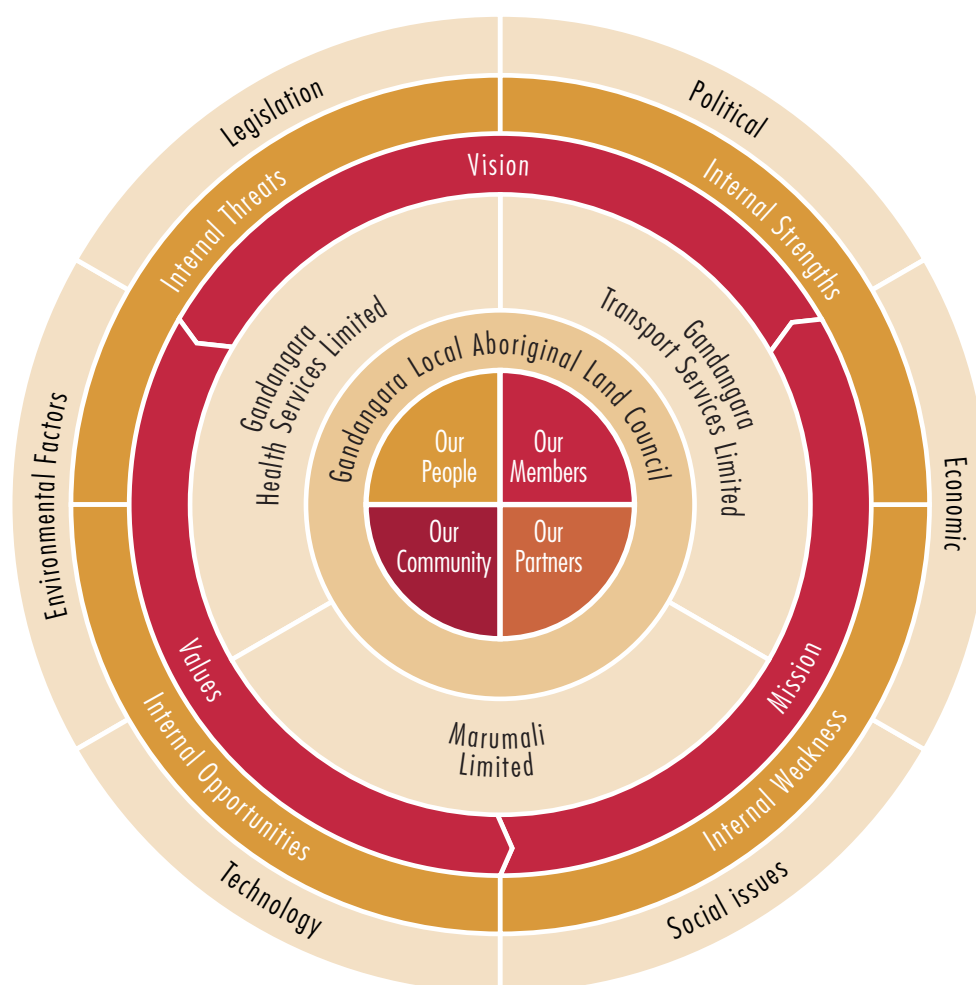 Legislation
Political
Economic
Social issues
Technology
Environmental Factors
Internal Threats
Internal Strengths
Internal Weakness
Internal Opportunities
Vision
Mission
Values
Gandangara
Health Services Limited
Gandangara
Transport Services Limited
Marumali
Limited
Gandangara Local Aboriginal Land Council
Our
People
Our
Members
Our
Community
Our
Partners